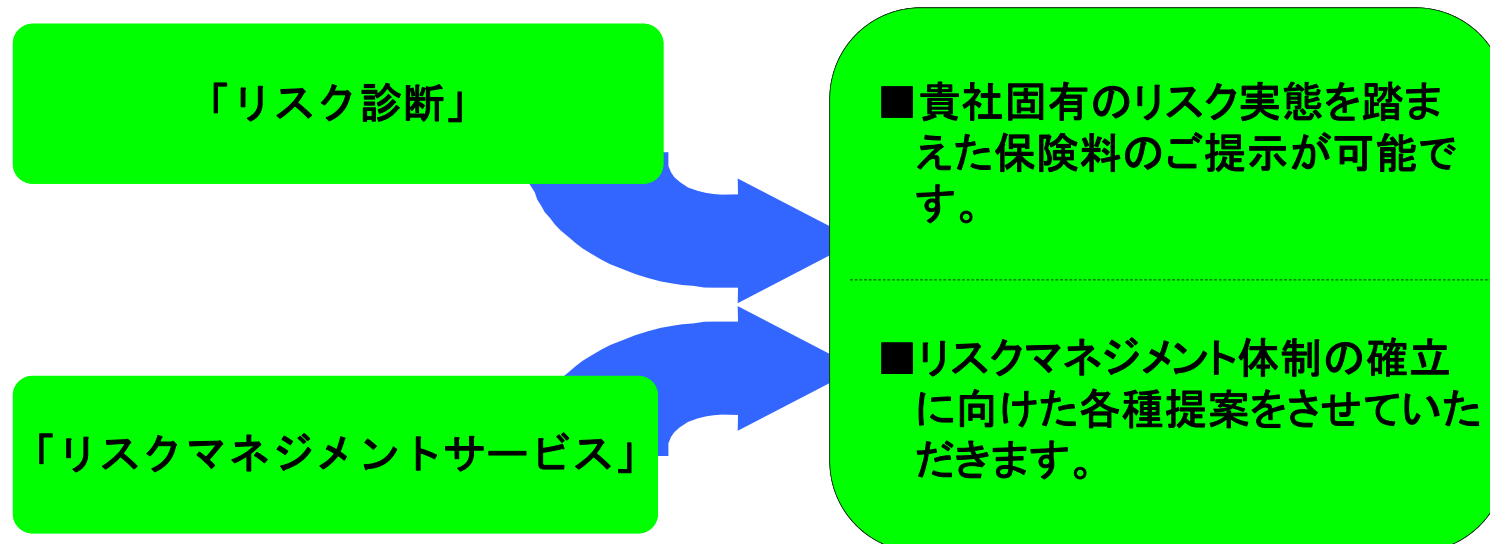 「リスク診断」
■貴社固有のリスク実態を踏ま
えた保険料のご提示が可能で
す。
■リスクマネジメント体制の確立
に向けた各種提案をさせていた
だきます。
「リスクマネジメントサービス」